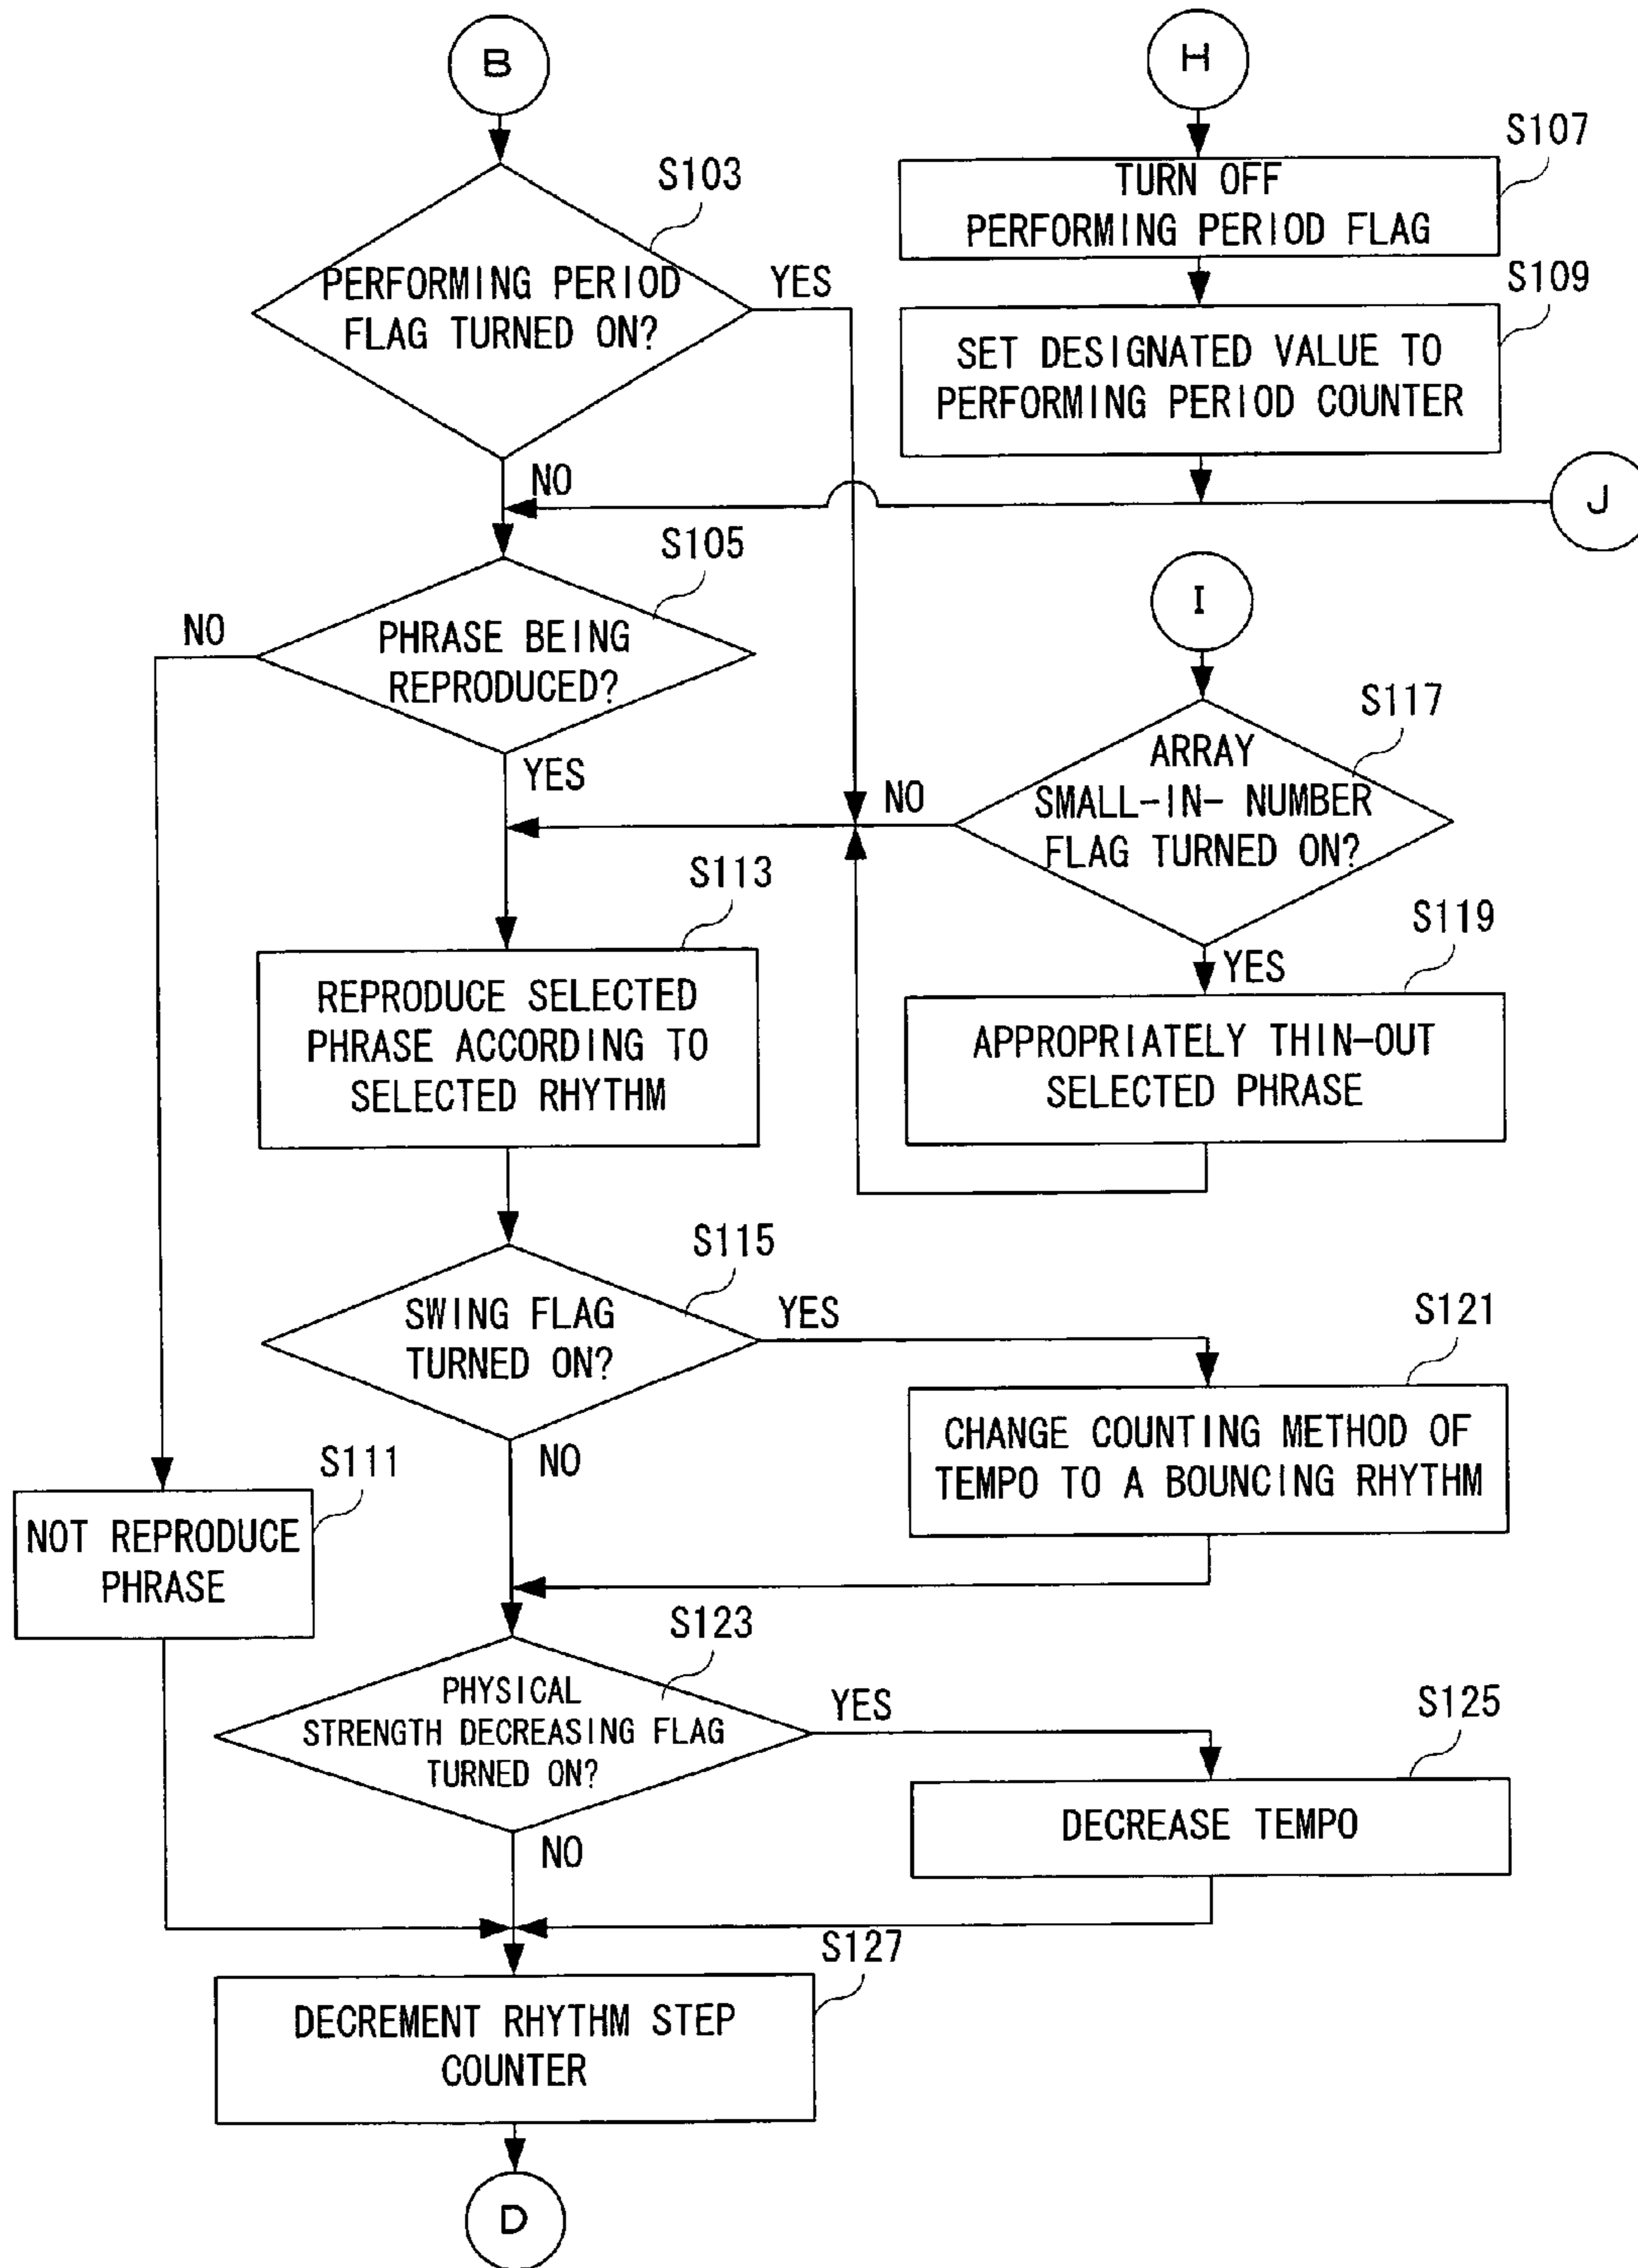 B
H
S107
TURN OFF
PERFORMING PERIOD FLAG
S103
PERFORMING PERIOD
FLAG TURNED ON?
YES
NO
S109
SET DESIGNATED VALUE TO
PERFORMING PERIOD COUNTER
J
S105
PHRASE BEING
REPRODUCED?
NO
YES
I
S117
ARRAY
SMALL-IN- NUMBER
FLAG TURNED ON?
NO
YES
S113
REPRODUCE SELECTED
PHRASE ACCORDING TO
SELECTED RHYTHM
S119
APPROPRIATELY THIN-OUT
SELECTED PHRASE
S115
SWING FLAG
TURNED ON?
YES
NO
S121
CHANGE COUNTING METHOD OF
TEMPO TO A BOUNCING RHYTHM
S111
NOT REPRODUCE
PHRASE
S123
PHYSICAL
STRENGTH DECREASING FLAG
TURNED ON?
YES
NO
S125
DECREASE TEMPO
S127
DECREMENT RHYTHM STEP
COUNTER
D